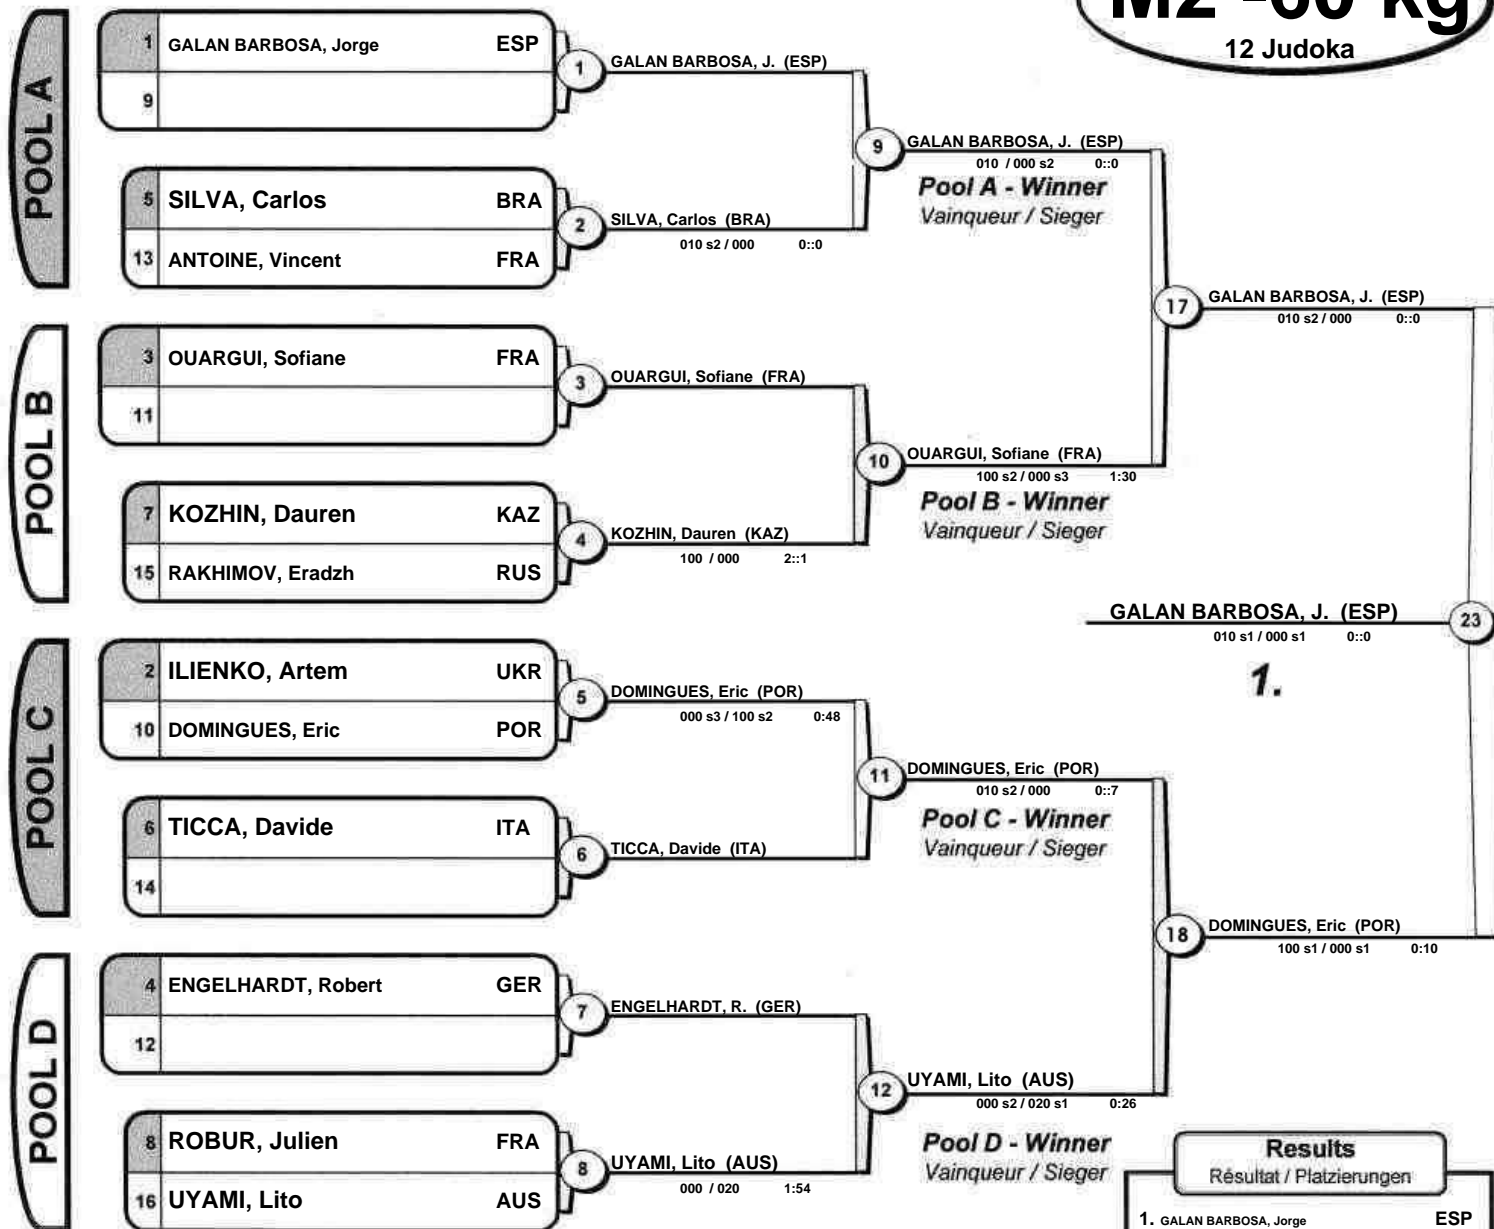 M2 -60 kg
12 Judoka
POOL A
1 GALAN BARBOSA, Jorge ESP
9
5 SILVA, Carlos BRA
13 ANTOINE, Vincent FRA
1 GALAN BARBOSA, J. (ESP)
2 SILVA, Carlos (BRA)
010 s2 / 000 0::0
9 GALAN BARBOSA, J. (ESP)
010 / 000 s2 0::0
Pool A - Winner
Vainqueur / Sieger
POOL B
3 OUARGUI, Sofiane FRA
11
7 KOZHIN, Dauren KAZ
15 RAKHIMOV, Eradzh RUS
3 OUARGUI, Sofiane (FRA)
4 KOZHIN, Dauren (KAZ)
100 / 000 2::1
10 OUARGUI, Sofiane (FRA)
100 s2 / 000 s3 1:30
Pool B - Winner
Vainqueur / Sieger
17 GALAN BARBOSA, J. (ESP)
010 s2 / 000 0::0
POOL C
2 ILIENKO, Artem UKR
10 DOMINGUES, Eric POR
6 TICCA, Davide ITA
14
5 DOMINGUES, Eric (POR)
000 s3 / 100 s2 0:48
6 TICCA, Davide (ITA)
11 DOMINGUES, Eric (POR)
010 s2 / 000 0::7
Pool C - Winner
Vainqueur / Sieger
POOL D
4 ENGELHARDT, Robert GER
12
8 ROBUR, Julien FRA
16 UYAMI, Lito AUS
7 ENGELHARDT, R. (GER)
8 UYAMI, Lito (AUS)
000 / 020 1:54
12 UYAMI, Lito (AUS)
000 s2 / 020 s1 0:26
Pool D - Winner
Vainqueur / Sieger
18 DOMINGUES, Eric (POR)
100 s1 / 000 s1 0:10
GALAN BARBOSA, J. (ESP) 23
010 s1 / 000 s1 0::0
1.
Results
Résultat / Platzierungen
1. GALAN BARBOSA, Jorge ESP